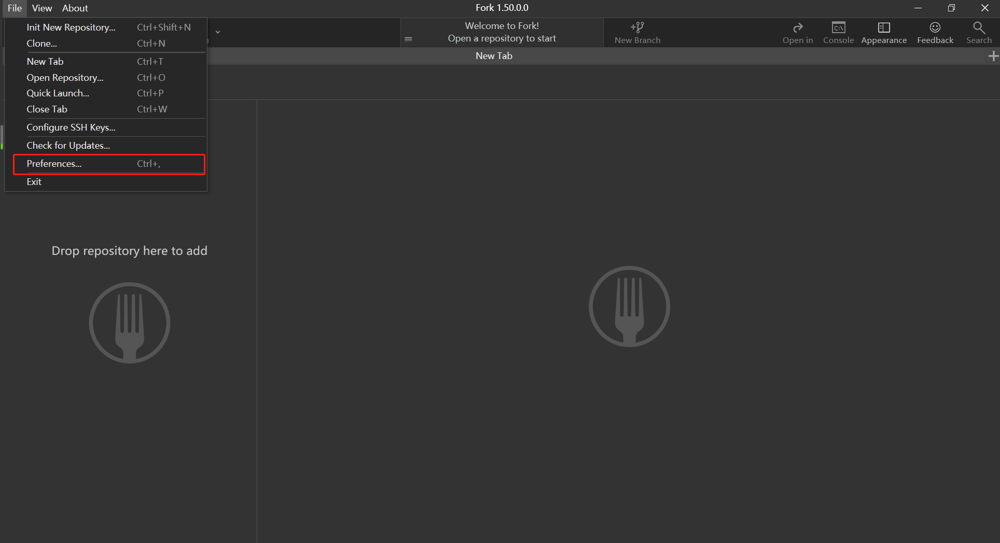 File View About
Fork 1.50.0.0
Init New Repository... Ctrl+Shift+N
Clone... Ctrl+N
New Tab Ctrl+T
Open Repository... Ctrl+O
Quick Launch... Ctrl+P
Close Tab Ctrl+W
Configure SSH Keys...
Check for Updates...
Preferences... Ctrl+,
Exit
Welcome to Fork!
Open a repository to start
New Branch
Open in
C:\
Console
Appearance
Feedback
Search
New Tab
Drop repository here to add